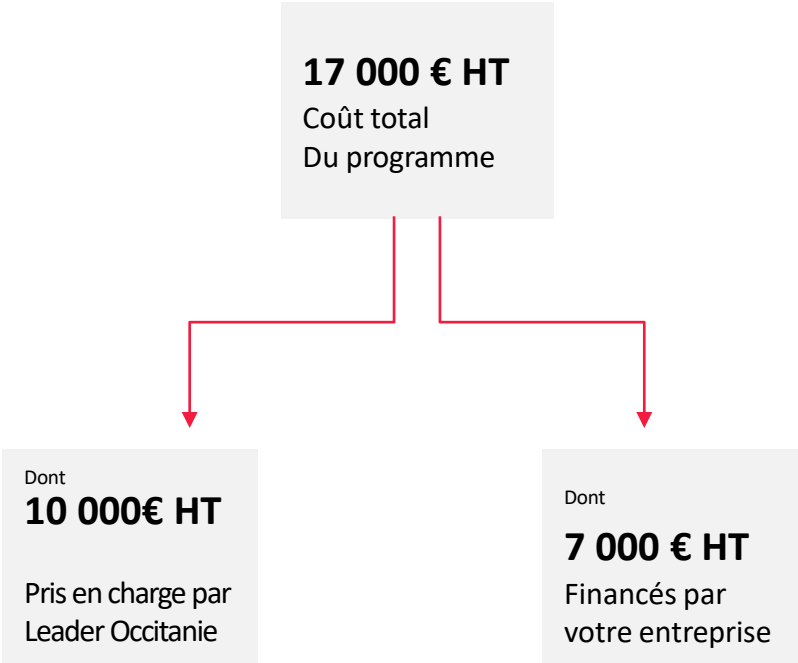 17 000 € HT
Coût total
Du programme
Dont
10 000€ HT
Pris en charge par
Leader Occitanie
Dont
7 000 € HT
Financés par
votre entreprise